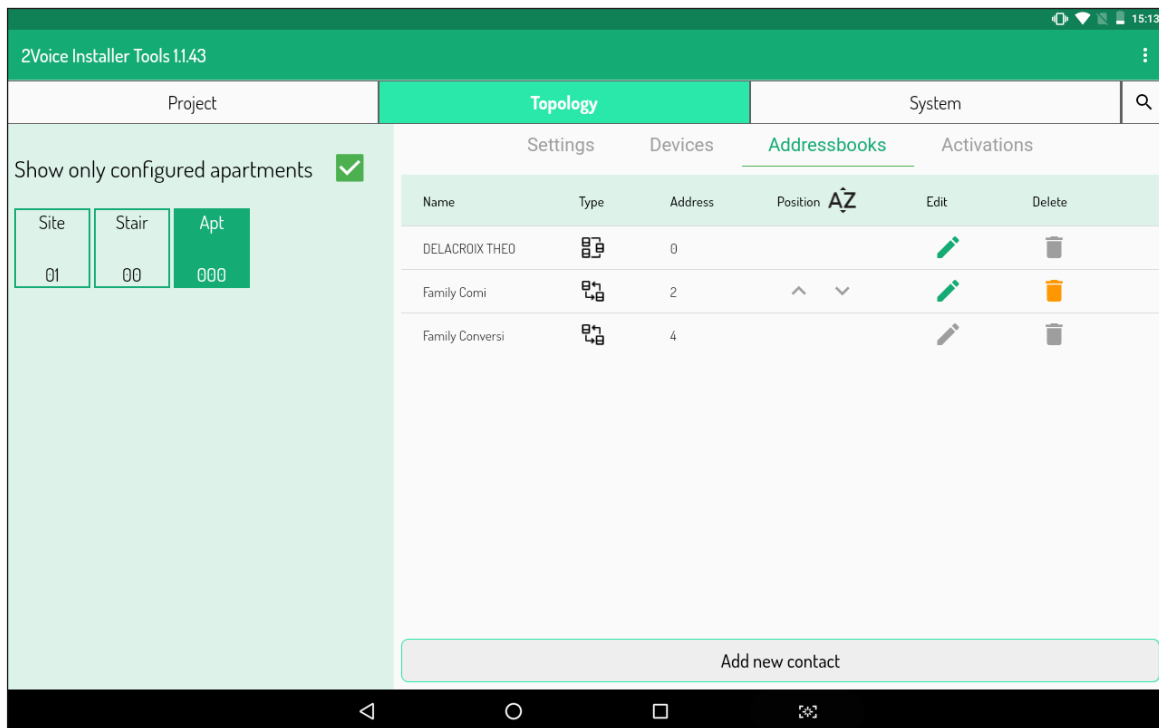 15:13
2Voice Installer Tools 1.1.43
Project Topology System
Settings Devices Addressbooks Activations
Show only configured apartments
Name Type Address Position AZ Edit Delete
Site Stair Apt
01 00 000
DELACROIX THEO 0
Family Comi 2
Family Conversi 4
Add new contact